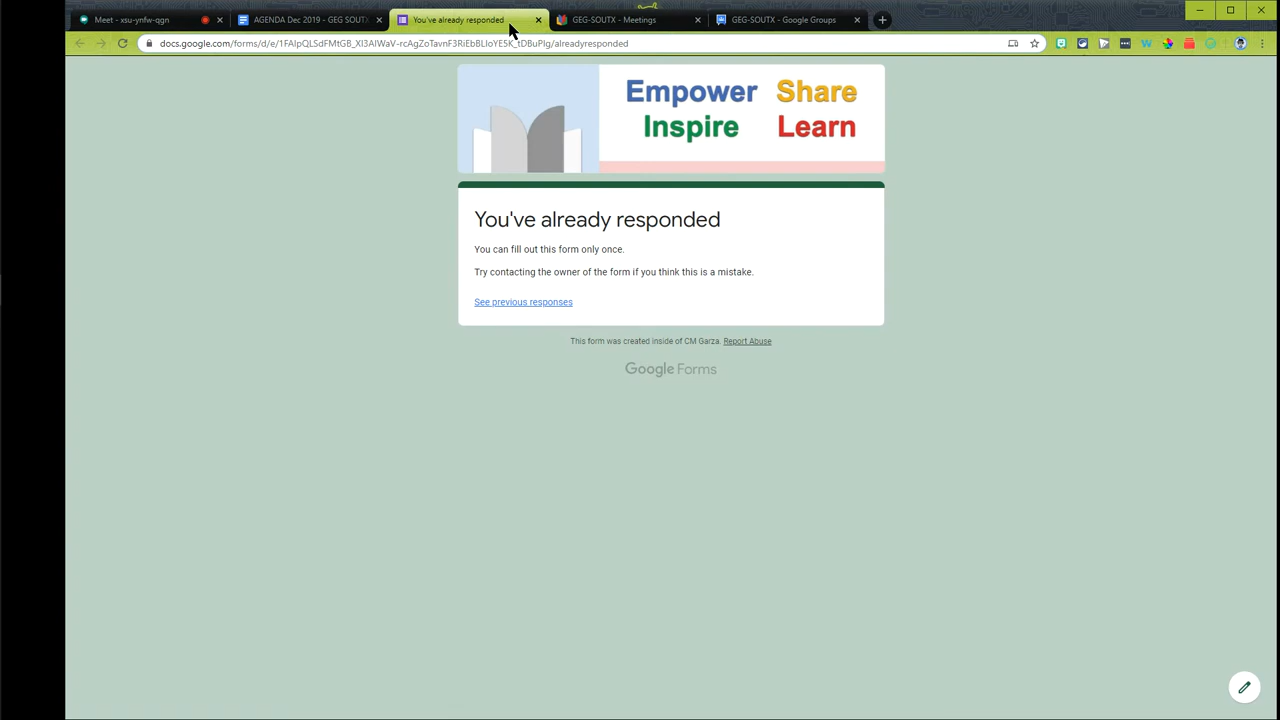 Meet - xsu-ynfw-qgn
AGENDA Dec 2019 - GEG SOUTX
You've already responded
GEG-SOUTX - Meetings
GEG-SOUTX - Google Groups
docs.google.com/forms/d/e/1FAIpQLSdFMtGB_XI3AIWaV-rcAgZoTavnF3RiEbBLIoYE5K_tDBuPIg/alreadyresponded
Empower Share
Inspire Learn
You've already responded
You can fill out this form only once.
Try contacting the owner of the form if you think this is a mistake.
See previous responses
This form was created inside of CM Garza. Report Abuse
Google Forms